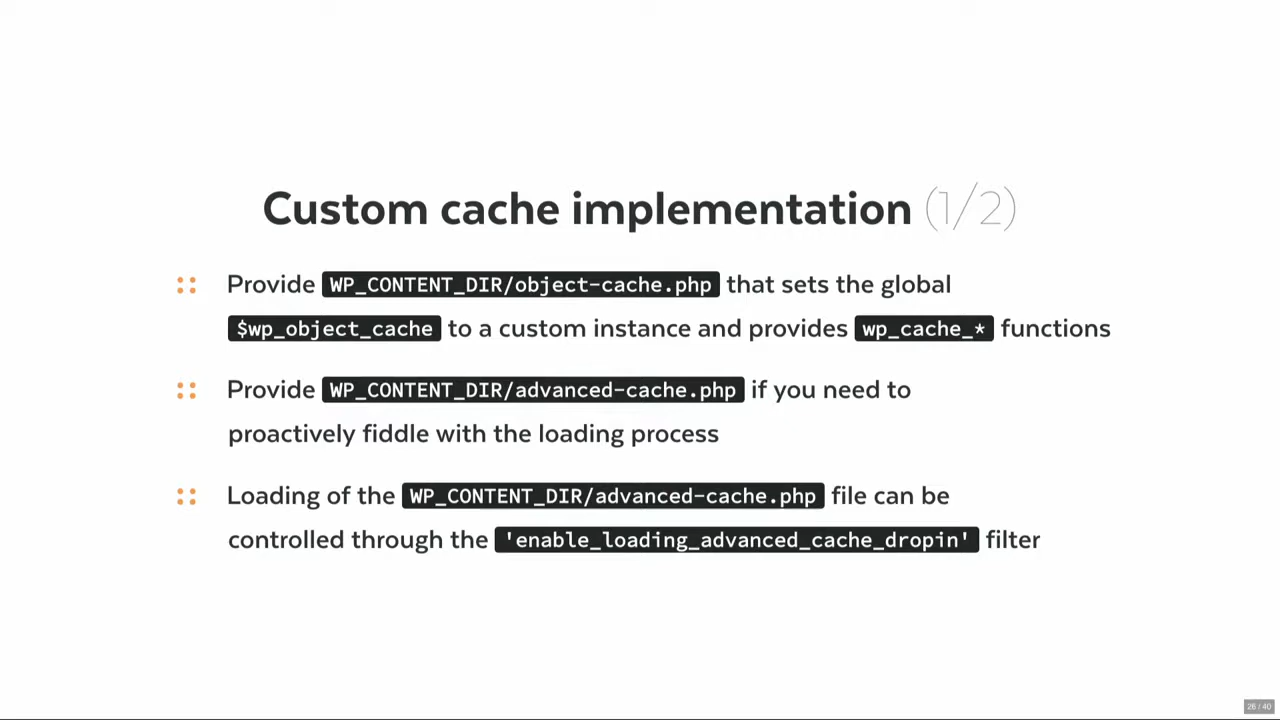 Custom cache implementation (1/2)
Provide WP_CONTENT_DIR/object-cache.php that sets the global
$wp_object_cache to a custom instance and provides wp_cache_* functions
Provide WP_CONTENT_DIR/advanced-cache.php if you need to
proactively fiddle with the loading process
Loading of the WP_CONTENT_DIR/advanced-cache.php file can be
controlled through the 'enable_loading_advanced_cache_dropin' filter
26 / 40